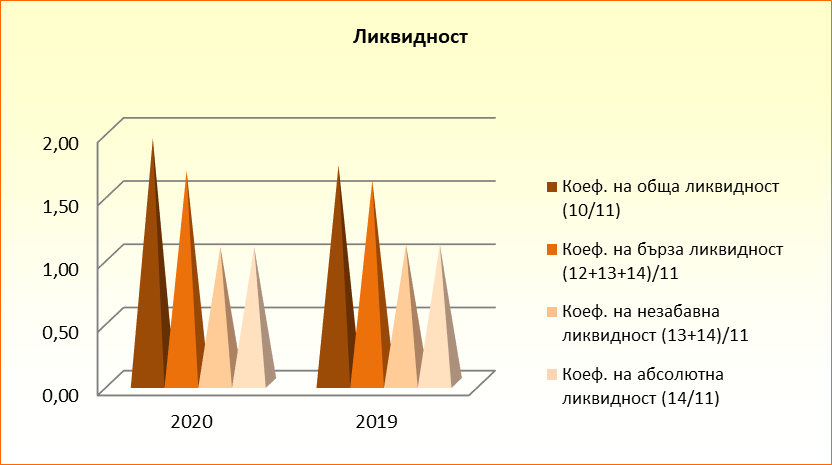 Ликвидност
2,00
1,50
1,00
0,50
0,00
2020
2019
Коеф. на обща ликвидност
(10/11)
Коеф. на бърза ликвидност
(12+13+14)/11
Коеф. на незабавна
ликвидност (13+14)/11
Коеф. на абсолютна
ликвидност (14/11)